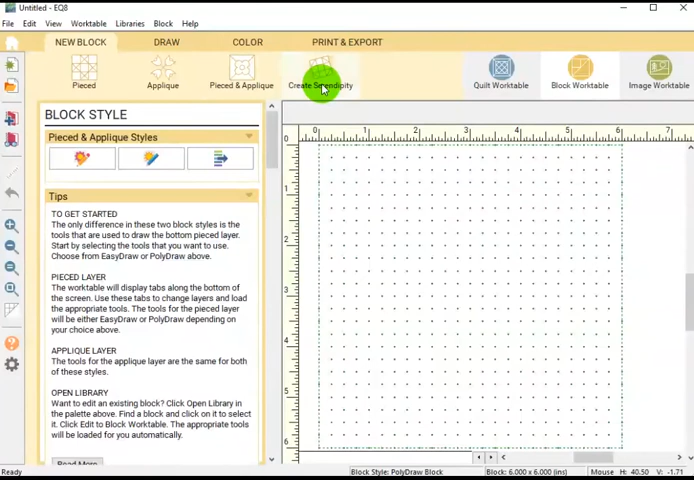 Untitled - EQ8
File Edit View Worktable Libraries Block Help
NEW BLOCK DRAW COLOR PRINT & EXPORT
Pieced Applique Pieced & Applique Create Serendipity Quilt Worktable Block Worktable Image Worktable
BLOCK STYLE
Pieced & Applique Styles
Tips
TO GET STARTED
The only difference in these two block styles is the
tools that are used to draw the bottom pieced layer.
Start by selecting the tools that you want to use.
Choose from EasyDraw or PolyDraw above.
PIECED LAYER
The worktable will display tabs along the bottom of
the screen. Use these tabs to change layers and load
the appropriate tools. The tools for the pieced layer
will be either EasyDraw or PolyDraw depending on
your choice above.
APPLIQUE LAYER
The tools for the applique layer are the same for both
of these styles.
OPEN LIBRARY
Want to edit an existing block? Click Open Library in
the palette above. Find a block and click on it to select
it. Click Edit to Block Worktable. The appropriate tools
will be loaded for you automatically.
Read More
0 1 2 3 4 5 6 7
0
1
2
3
4
5
6
Ready Block Style: PolyDraw Block Block: 6.000 x 6.000 (ins) Mouse H: 40.50 V: -1.71